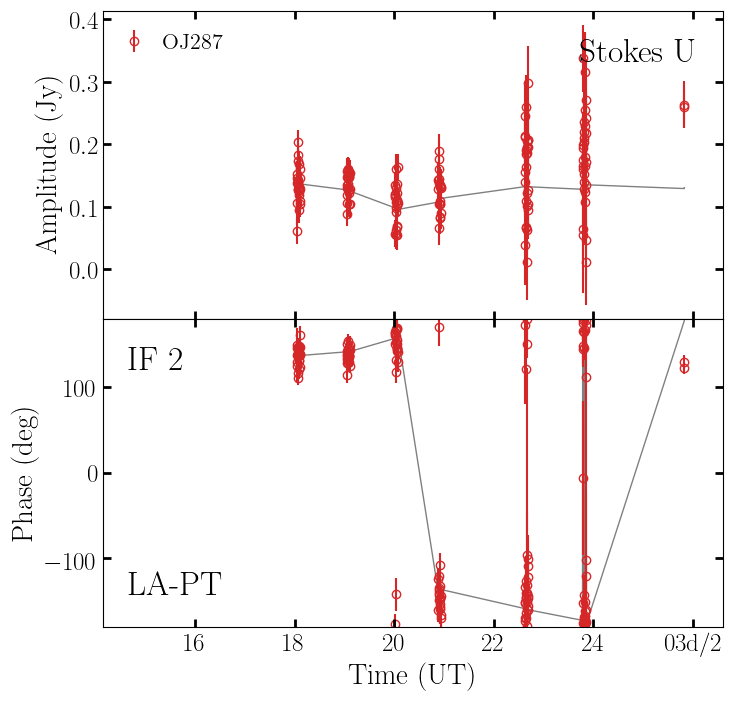 OJ287
Stokes U
0.4
0.3
0.2
0.1
0.0
Amplitude (Jy)
IF 2
100
0
−100
Phase (deg)
LA-PT
16 18 20 22 24 03d/2
Time (UT)